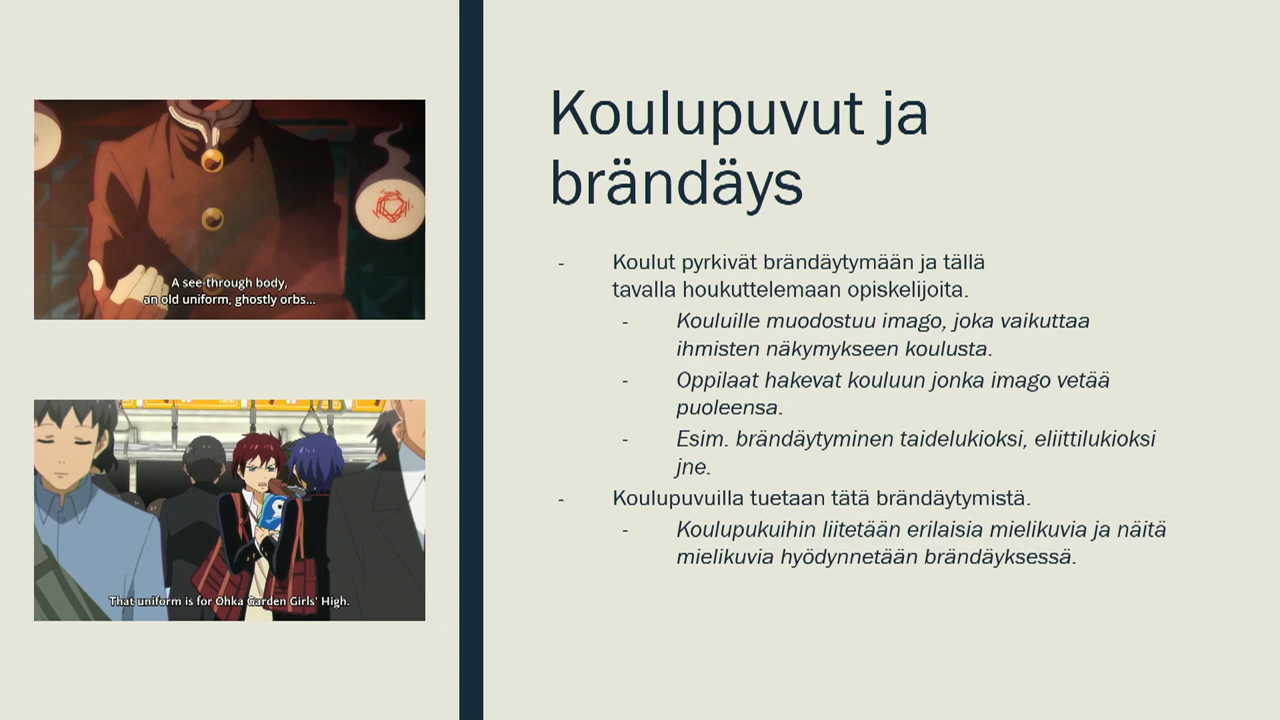 A see-through body,
an old uniform, ghostly orbs...
That uniform is for Ohka Garden Girls' High.
Koulupuvut ja
brändäys
- Koulut pyrkivät brändäytymään ja tällä
tavalla houkuttelemaan opiskelijoita.
- Kouluille muodostuu imago, joka vaikuttaa
ihmisten näkymykseen koulusta.
- Oppilaat hakevat kouluun jonka imago vetää
puoleensa.
- Esim. brändäytyminen taidelukioksi, eliittilukioksi
jne.
- Koulupuvuilla tuetaan tätä brändäytymistä.
- Koulupukuihin liitetään erilaisia mielikuvia ja näitä
mielikuvia hyödynnetään brändäyksessä.